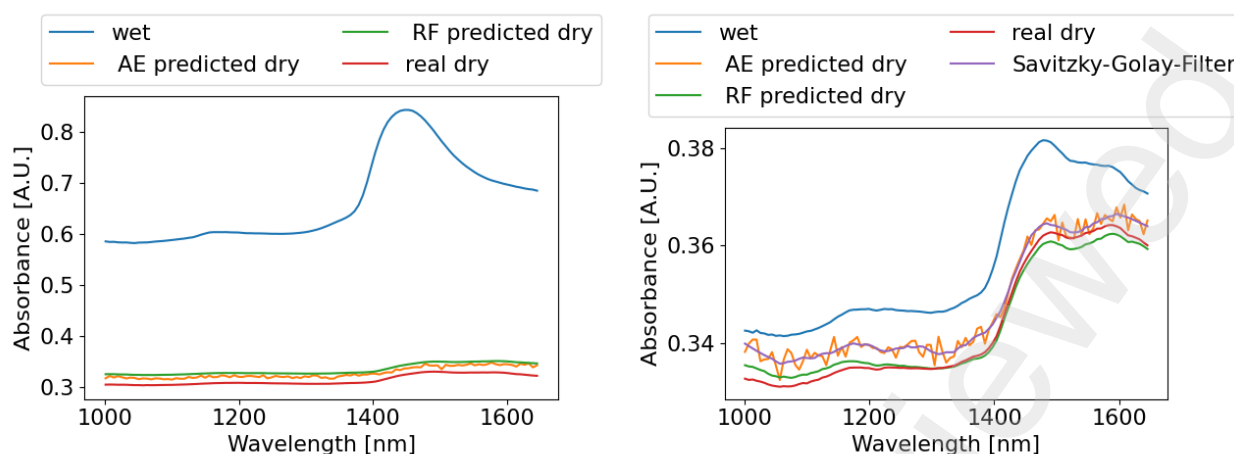 wet
AE predicted dry
RF predicted dry
real dry
Absorbance [A.U.]
0.8
0.7
0.6
0.5
0.4
0.3
1000
1200
1400
1600
Wavelength [nm]
wet
AE predicted dry
RF predicted dry
real dry
Savitzky-Golay-Filter
Absorbance [A.U.]
0.38
0.36
0.34
1000
1200
1400
1600
Wavelength [nm]